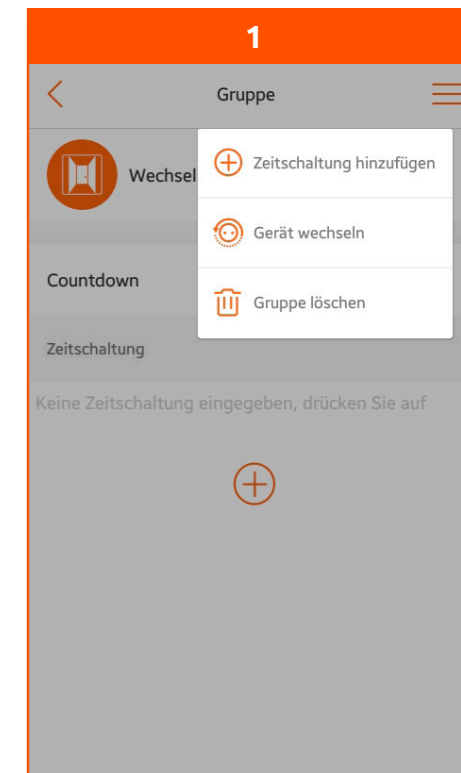 1
Gruppe
Wechsel
Zeitschaltung hinzufügen
Gerät wechseln
Countdown
Gruppe löschen
Zeitschaltung
Keine Zeitschaltung eingegeben, drücken Sie auf